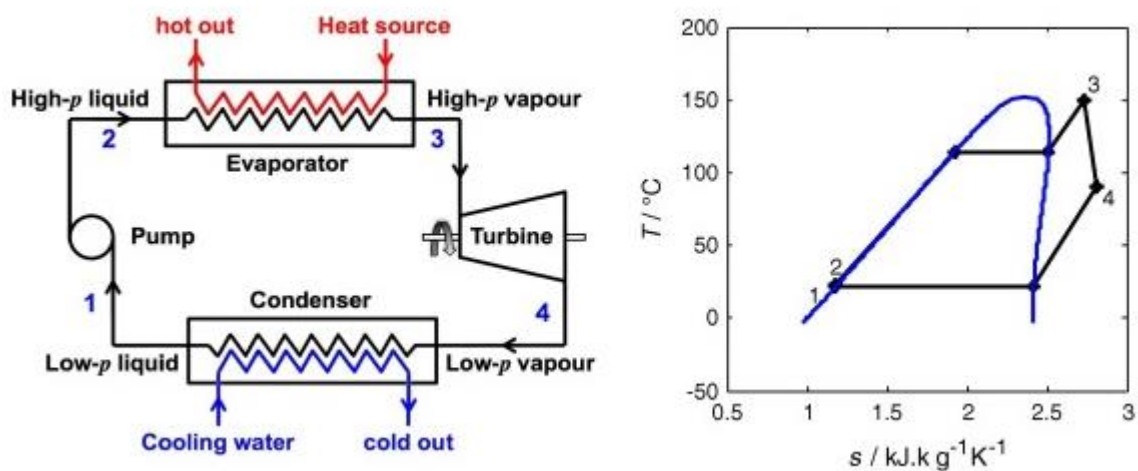 hot out
Heat source
High-p liquid
High-p vapour
2
3
Evaporator
Pump
Turbine
1
Condenser
4
Low-p liquid
Low-p vapour
Cooling water
cold out
200
150
100
50
0
-50
T / °C
3
4
2
1
0.5
1
1.5
2
2.5
3
s / kJ.k g⁻¹K⁻¹